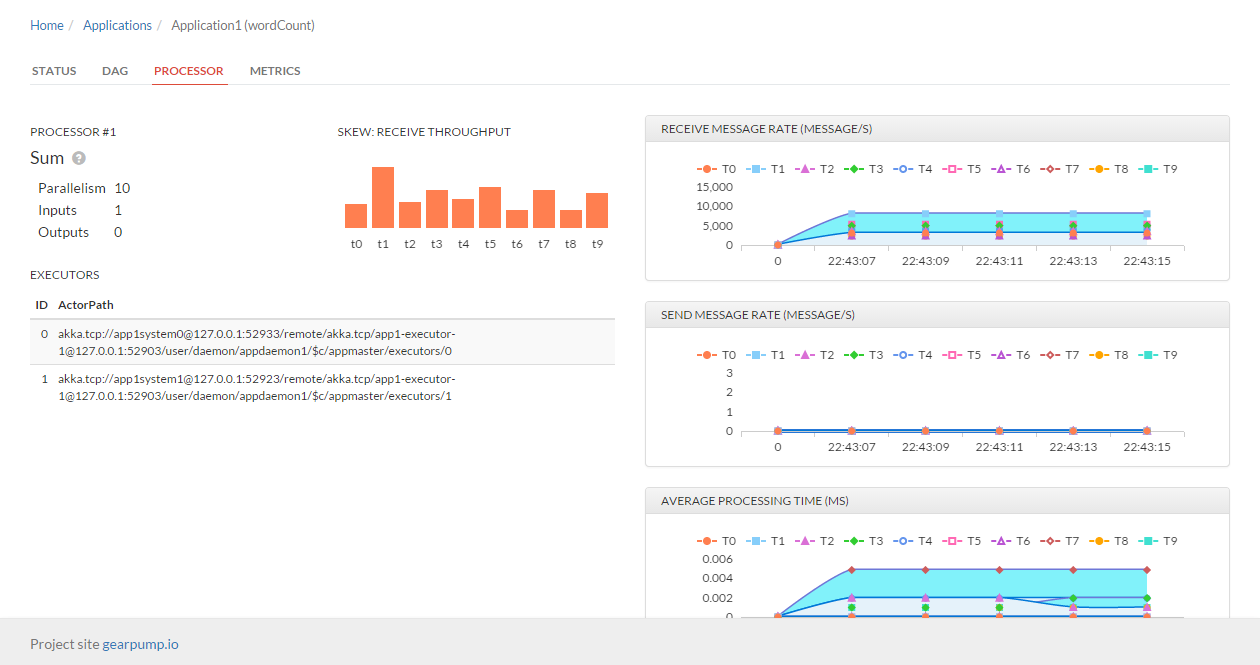 Home / Applications / Application1 (wordCount)
STATUS DAG PROCESSOR METRICS
PROCESSOR #1
Sum ?
Parallelism 10
Inputs 1
Outputs 0
SKEW: RECEIVE THROUGHPUT
t0 t1 t2 t3 t4 t5 t6 t7 t8 t9
EXECUTORS
ID ActorPath
0 akka.tcp://app1system0@127.0.0.1:52933/remote/akka.tcp/app1-executor-
1@127.0.0.1:52903/user/daemon/appdaemon1/$c/appmaster/executors/0
1 akka.tcp://app1system1@127.0.0.1:52923/remote/akka.tcp/app1-executor-
1@127.0.0.1:52903/user/daemon/appdaemon1/$c/appmaster/executors/1
RECEIVE MESSAGE RATE (MESSAGE/S)
T0 T1 T2 T3 T4 T5 T6 T7 T8 T9
15,000
10,000
5,000
0
0 22:43:07 22:43:09 22:43:11 22:43:13 22:43:15
SEND MESSAGE RATE (MESSAGE/S)
T0 T1 T2 T3 T4 T5 T6 T7 T8 T9
3
2
1
0
0 22:43:07 22:43:09 22:43:11 22:43:13 22:43:15
AVERAGE PROCESSING TIME (MS)
T0 T1 T2 T3 T4 T5 T6 T7 T8 T9
0.006
0.004
0.002
0
Project site gearpump.io